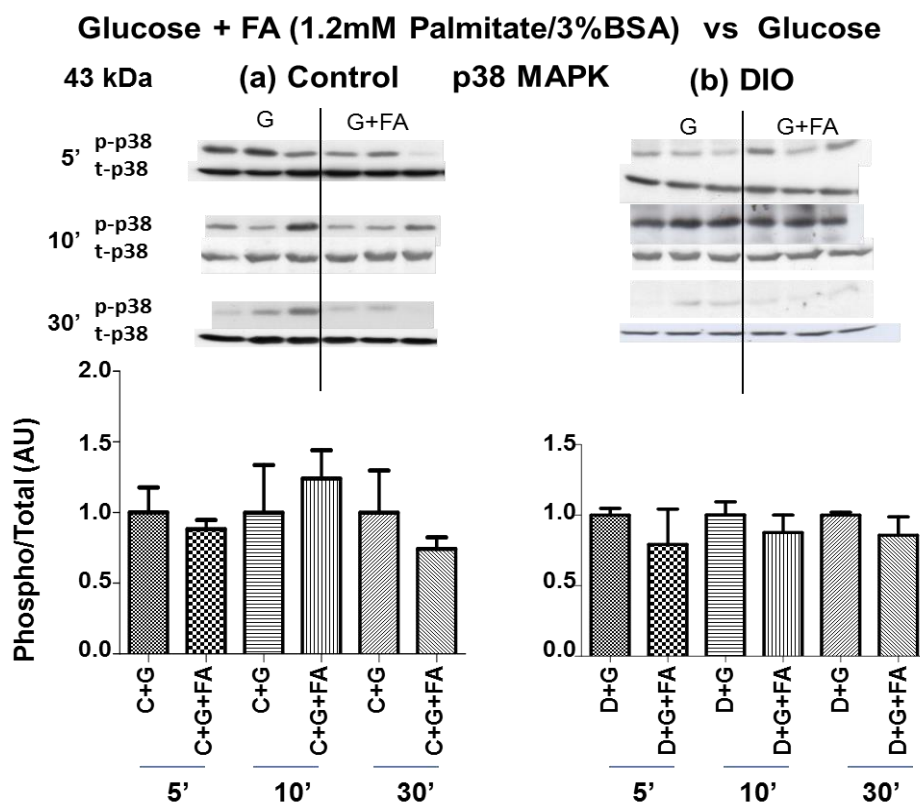 Glucose + FA (1.2mM Palmitate/3%BSA) vs Glucose
43 kDa (a) Control p38 MAPK (b) DIO
G G+FA G G+FA
5' p-p38
t-p38
10' p-p38
t-p38
30' p-p38
t-p38
Phospho/Total (AU)
2.0
1.5
1.0
0.5
0.0
C+G C+G+FA C+G C+G+FA C+G C+G+FA
5' 10' 30'
1.5
1.0
0.5
0.0
D+G D+G+FA D+G D+G+FA D+G D+G+FA
5' 10' 30'